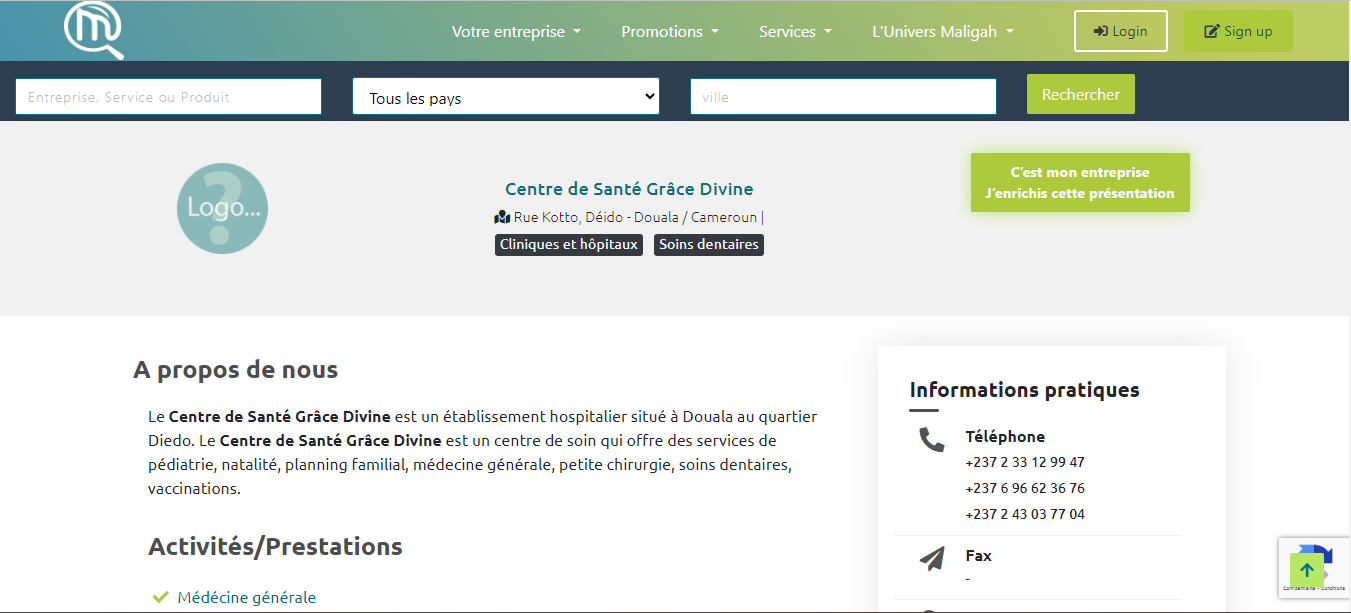 Votre entreprise Promotions Services L'Univers Maligah Login Sign up
Entreprise, Service ou Produit Tous les pays ville Rechercher
Logo...
?
Centre de Santé Grâce Divine
Rue Kotto, Déido - Douala / Cameroun |
Cliniques et hôpitaux Soins dentaires
C'est mon entreprise
J'enrichis cette présentation
A propos de nous
Le Centre de Santé Grâce Divine est un établissement hospitalier situé à Douala au quartier
Diedo. Le Centre de Santé Grâce Divine est un centre de soin qui offre des services de
pédiatrie, natalité, planning familial, médecine générale, petite chirurgie, soins dentaires,
vaccinations.
Activités/Prestations
Médécine générale
Informations pratiques
Téléphone
+237 2 33 12 99 47
+237 6 96 62 36 76
+237 2 43 03 77 04
Fax
-
Confidentialité - Conditions